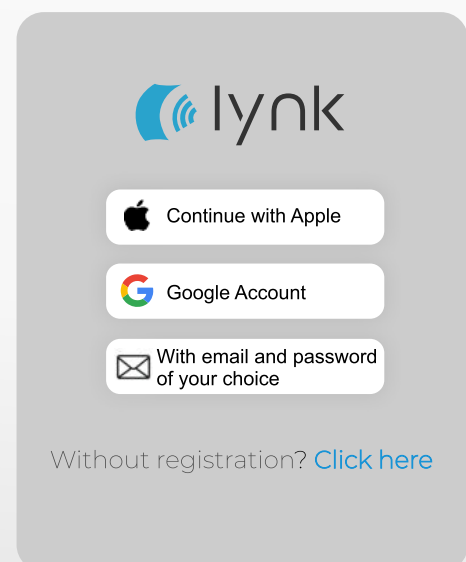 lynk
Continue with Apple
Google Account
With email and password
of your choice
Without registration? Click here